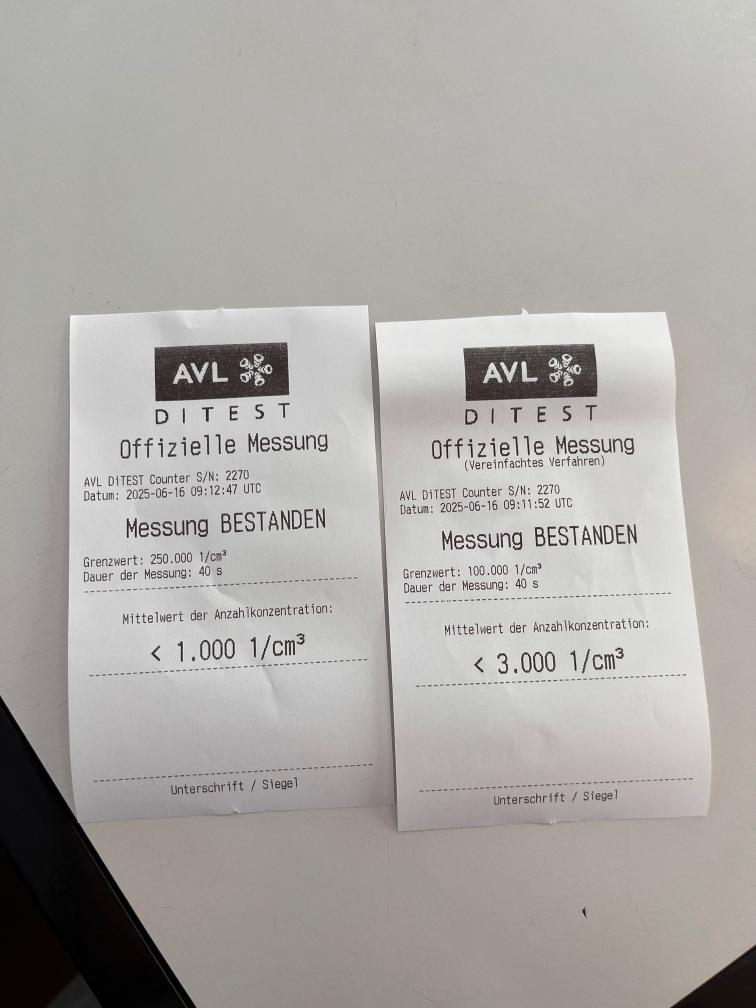 AVL
DITEST
Offizielle Messung
AVL DiTEST Counter S/N: 2270
Datum: 2025-06-16 09:12:47 UTC
Messung BESTANDEN
Grenzwert: 250.000 1/cm³
Dauer der Messung: 40 s
Mittelwert der Anzahlkonzentration:
< 1.000 1/cm³
Unterschrift / Siegel
AVL
DITEST
Offizielle Messung
(Vereinfachtes Verfahren)
AVL DiTEST Counter S/N: 2270
Datum: 2025-06-16 09:11:52 UTC
Messung BESTANDEN
Grenzwert: 100.000 1/cm³
Dauer der Messung: 40 s
Mittelwert der Anzahlkonzentration:
< 3.000 1/cm³
Unterschrift / Siegel